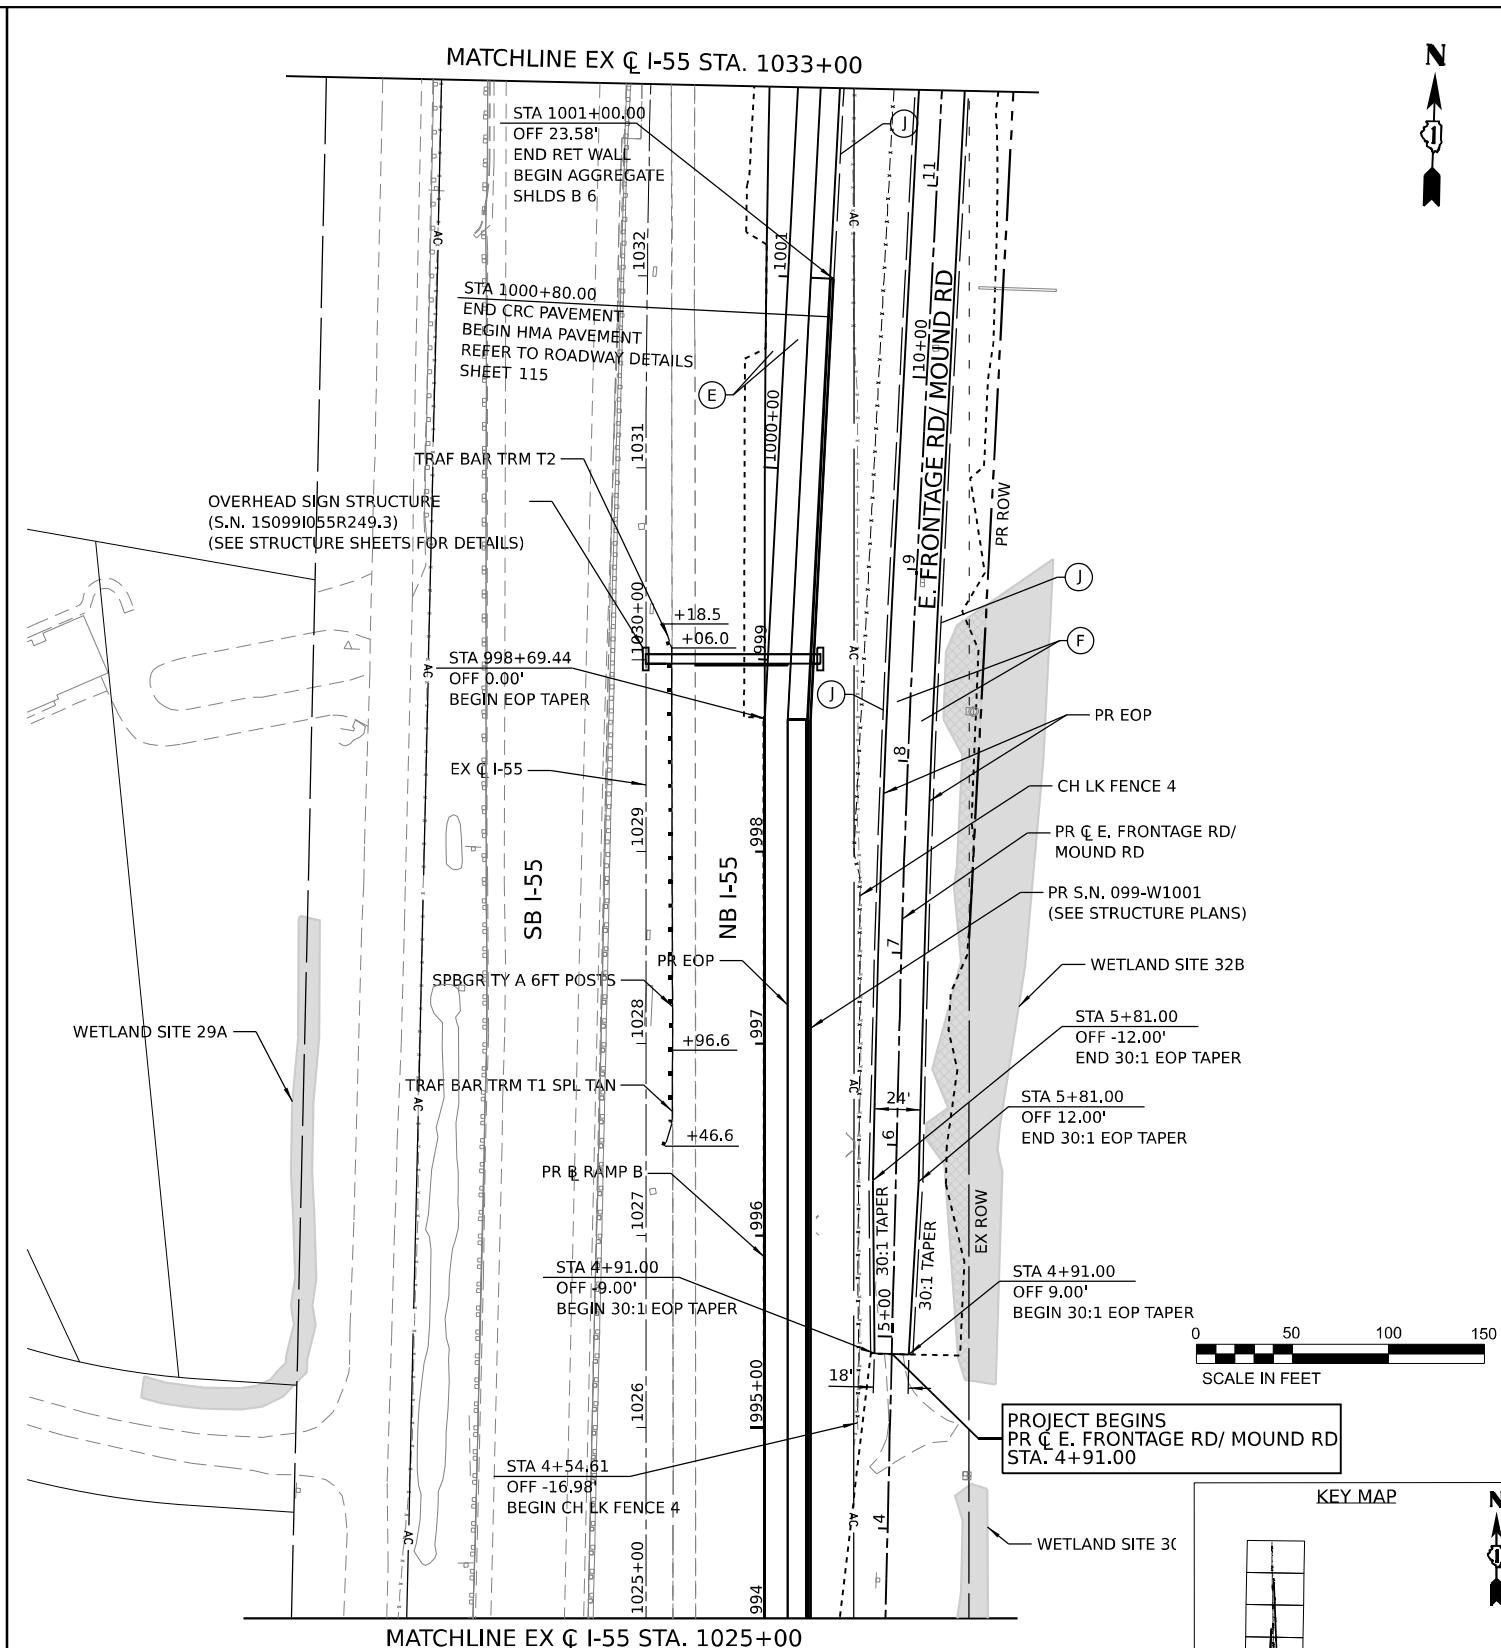 MATCHLINE EX ℄ I-55 STA. 1033+00
N
1
STA 1001+00.00
OFF 23.58'
END RET WALL
BEGIN AGGREGATE
SHLDS B 6
J
11
AC
AC
1032
1001
STA 1000+80.00
END CRC PAVEMENT
BEGIN HMA PAVEMENT
REFER TO ROADWAY DETAILS
SHEET 115
E
10+00
E. FRONTAGE RD/ MOUND RD
1031
1000+00
TRAF BAR TRM T2
OVERHEAD SIGN STRUCTURE
(S.N. 1S099I055R249.3)
(SEE STRUCTURE SHEETS FOR DETAILS)
PR ROW
9
J
F
1030+00
+18.5
+06.0
999
AC
AC
STA 998+69.44
OFF 0.00'
BEGIN EOP TAPER
J
PR EOP
8
EX ℄ I-55
CH LK FENCE 4
1029
998
PR ℄ E. FRONTAGE RD/
MOUND RD
SB I-55
NB I-55
PR S.N. 099-W1001
(SEE STRUCTURE PLANS)
7
PR EOP
WETLAND SITE 32B
SPBGR TY A 6FT POSTS
1028
997
WETLAND SITE 29A
+96.6
STA 5+81.00
OFF -12.00'
END 30:1 EOP TAPER
TRAF BAR TRM T1 SPL TAN
AC
AC
24'
STA 5+81.00
OFF 12.00'
END 30:1 EOP TAPER
+46.6
6
PR B RAMP B
1027
996
30:1 TAPER
30:1 TAPER
EX ROW
STA 4+91.00
OFF -9.00'
BEGIN 30:1 EOP TAPER
STA 4+91.00
OFF 9.00'
BEGIN 30:1 EOP TAPER
5+00
0 50 100 150
SCALE IN FEET
18'
1026
995+00
PROJECT BEGINS
PR ℄ E. FRONTAGE RD/ MOUND RD
STA. 4+91.00
STA 4+54.61
OFF -16.98'
BEGIN CH LK FENCE 4
KEY MAP
N
AC
AC
4
WETLAND SITE 30
1025+00
994
MATCHLINE EX ℄ I-55 STA. 1025+00